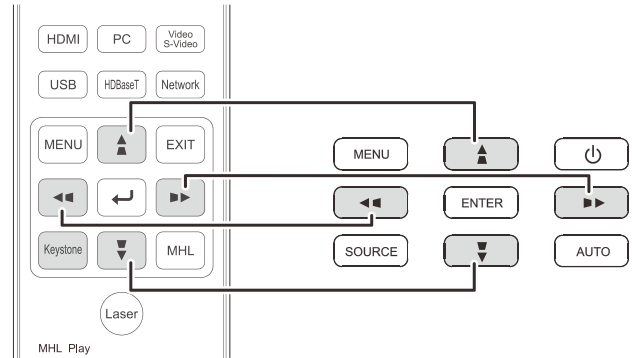 HDMI
PC
Video
S-Video
USB
HDBaseT
Network
MENU
EXIT
Keystone
MHL
Laser
MHL Play
MENU
ENTER
SOURCE
AUTO